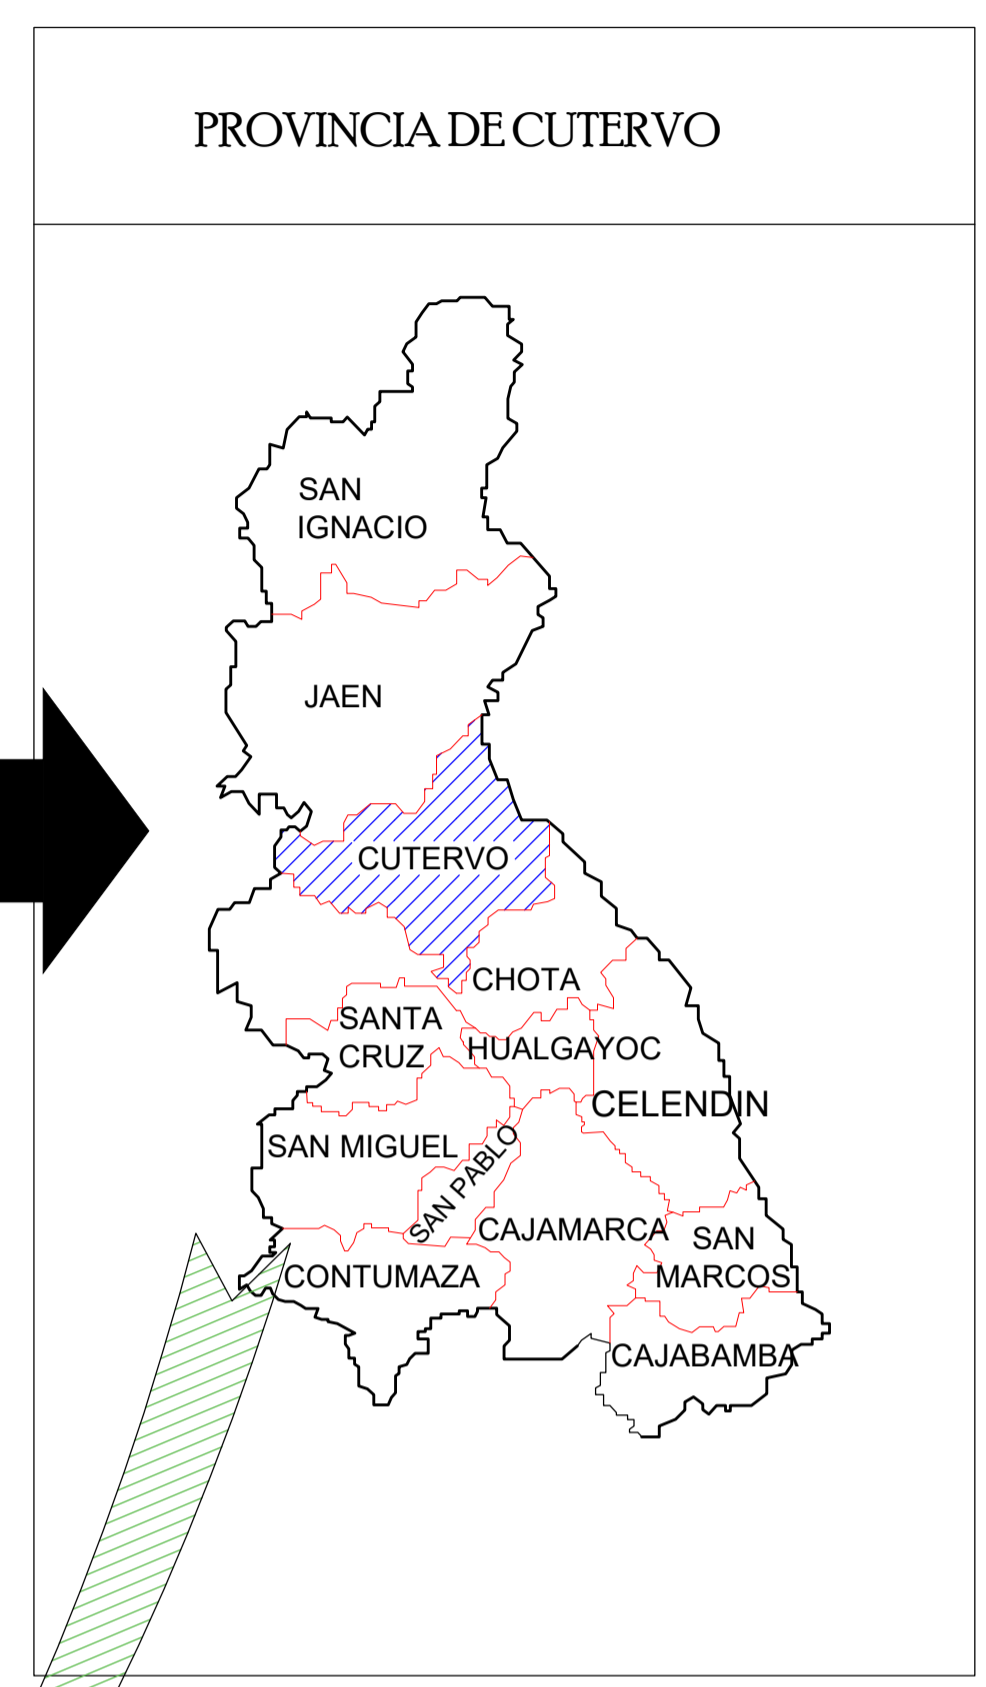 PROVINCIA DE CUTERVO
SAN
IGNACIO
JAEN
CUTERVO
CHOTA
SANTA
CRUZ
HUALGAYOC
CELENDIN
SAN MIGUEL
SAN PABLO
CAJAMARCA
SAN
MARCOS
CONTUMAZA
CAJABAMBA